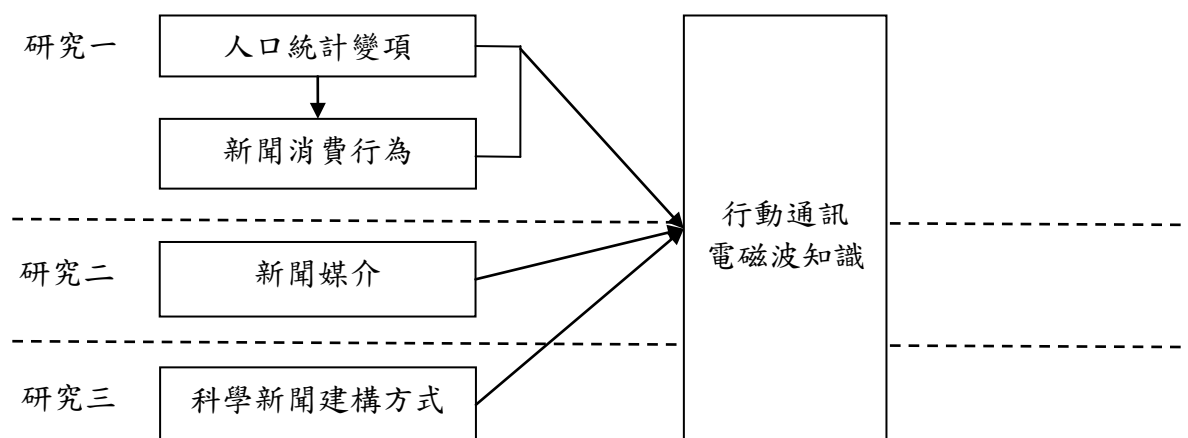 研究一
人口統計變項
新聞消費行為
行動通訊
電磁波知識
研究二
新聞媒介
研究三
科學新聞建構方式